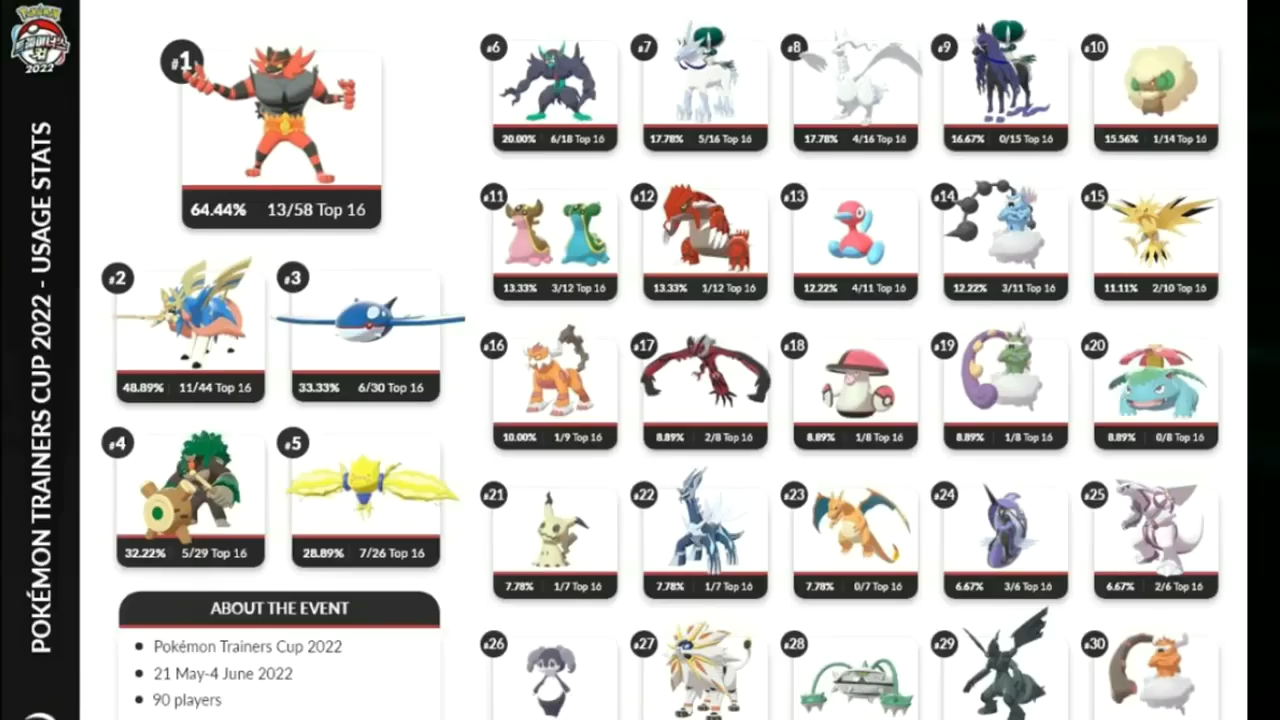 Pokémon
트레이너스
컵
2022
POKÉMON TRAINERS CUP 2022 - USAGE STATS
#1
64.44% 13/58 Top 16
#2
48.89% 11/44 Top 16
#3
33.33% 6/30 Top 16
#4
32.22% 5/29 Top 16
#5
28.89% 7/26 Top 16
ABOUT THE EVENT
• Pokémon Trainers Cup 2022
• 21 May-4 June 2022
• 90 players
#6
20.00% 6/18 Top 16
#7
17.78% 5/16 Top 16
#8
17.78% 4/16 Top 16
#9
16.67% 0/15 Top 16
#10
15.56% 1/14 Top 16
#11
13.33% 3/12 Top 16
#12
13.33% 1/12 Top 16
#13
12.22% 4/11 Top 16
#14
12.22% 3/11 Top 16
#15
11.11% 2/10 Top 16
#16
10.00% 1/9 Top 16
#17
8.89% 2/8 Top 16
#18
8.89% 1/8 Top 16
#19
8.89% 1/8 Top 16
#20
8.89% 0/8 Top 16
#21
7.78% 1/7 Top 16
#22
7.78% 1/7 Top 16
#23
7.78% 0/7 Top 16
#24
6.67% 3/6 Top 16
#25
6.67% 2/6 Top 16
#26
#27
#28
#29
#30